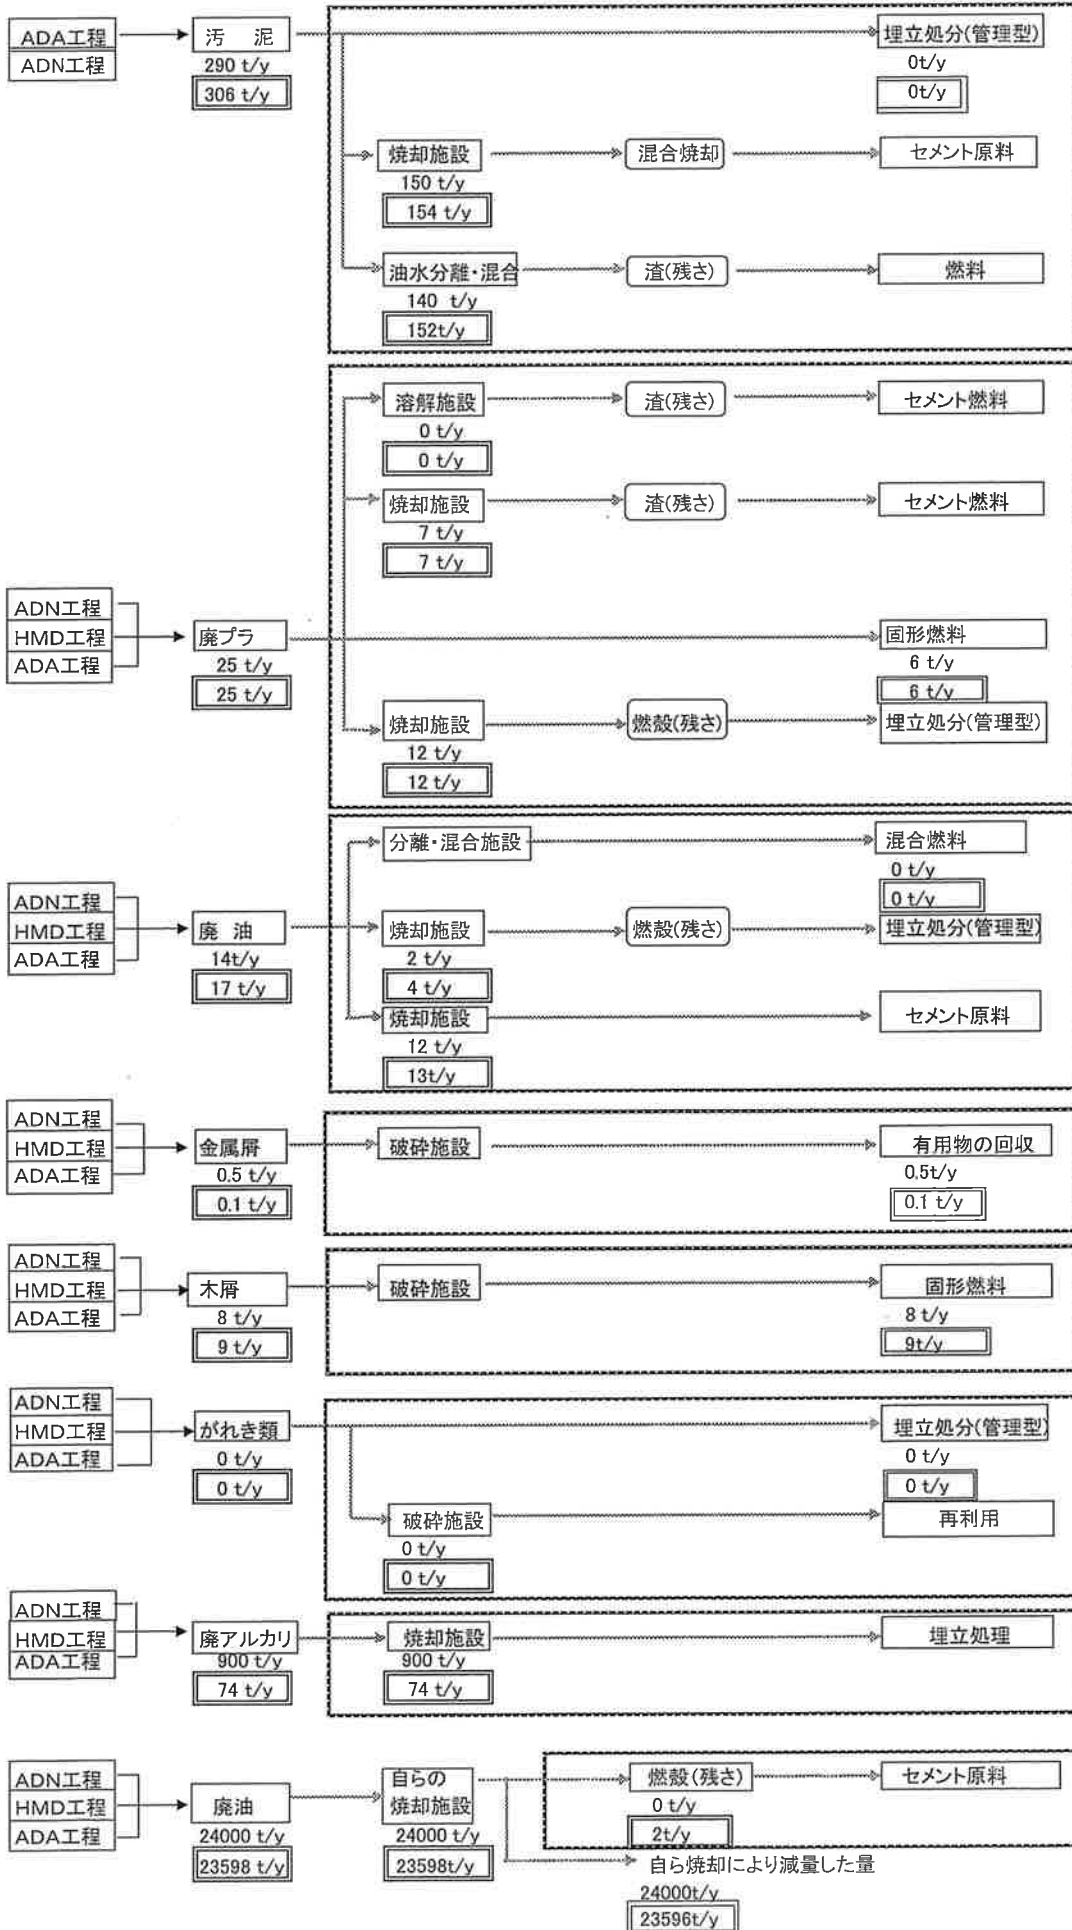 ADA工程
ADN工程
汚　泥
290 t/y
306 t/y
埋立処分(管理型)
0t/y
0t/y
焼却施設
150 t/y
154 t/y
混合焼却
セメント原料
油水分離・混合
140 t/y
152t/y
渣(残さ)
燃料
ADN工程
HMD工程
ADA工程
廃プラ
25 t/y
25 t/y
溶解施設
0 t/y
0 t/y
渣(残さ)
セメント燃料
焼却施設
7 t/y
7 t/y
渣(残さ)
セメント燃料
固形燃料
6 t/y
6 t/y
焼却施設
12 t/y
12 t/y
燃殻(残さ)
埋立処分(管理型)
ADN工程
HMD工程
ADA工程
廃 油
14t/y
17 t/y
分離・混合施設
混合燃料
0 t/y
0 t/y
焼却施設
2 t/y
4 t/y
燃殻(残さ)
埋立処分(管理型)
焼却施設
12 t/y
13t/y
セメント原料
ADN工程
HMD工程
ADA工程
金属屑
0.5 t/y
0.1 t/y
破砕施設
有用物の回収
0.5t/y
0.1 t/y
ADN工程
HMD工程
ADA工程
木屑
8 t/y
9 t/y
破砕施設
固形燃料
8 t/y
9t/y
ADN工程
HMD工程
ADA工程
がれき類
0 t/y
0 t/y
埋立処分(管理型)
0 t/y
0 t/y
破砕施設
0 t/y
0 t/y
再利用
ADN工程
HMD工程
ADA工程
廃アルカリ
900 t/y
74 t/y
焼却施設
900 t/y
74 t/y
埋立処理
ADN工程
HMD工程
ADA工程
廃油
24000 t/y
23598 t/y
自らの
焼却施設
24000 t/y
23598t/y
燃殻(残さ)
0 t/y
2t/y
セメント原料
自ら焼却により減量した量
24000t/y
23596t/y